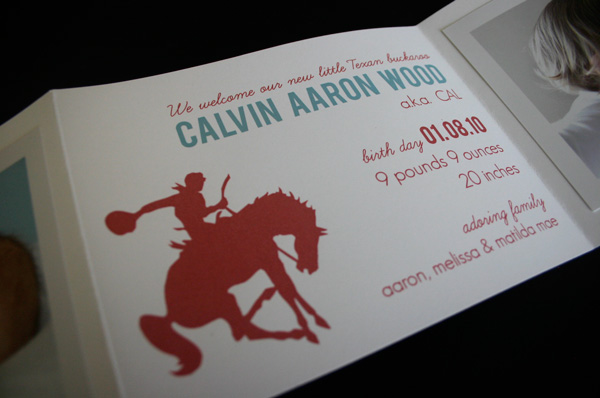 We welcome our new little Texan buckaroo
CALVIN AARON WOOD
a.k.a. CAL
birth day 01.08.10
9 pounds 9 ounces
20 inches
adoring family
aaron, melissa & matilda mae